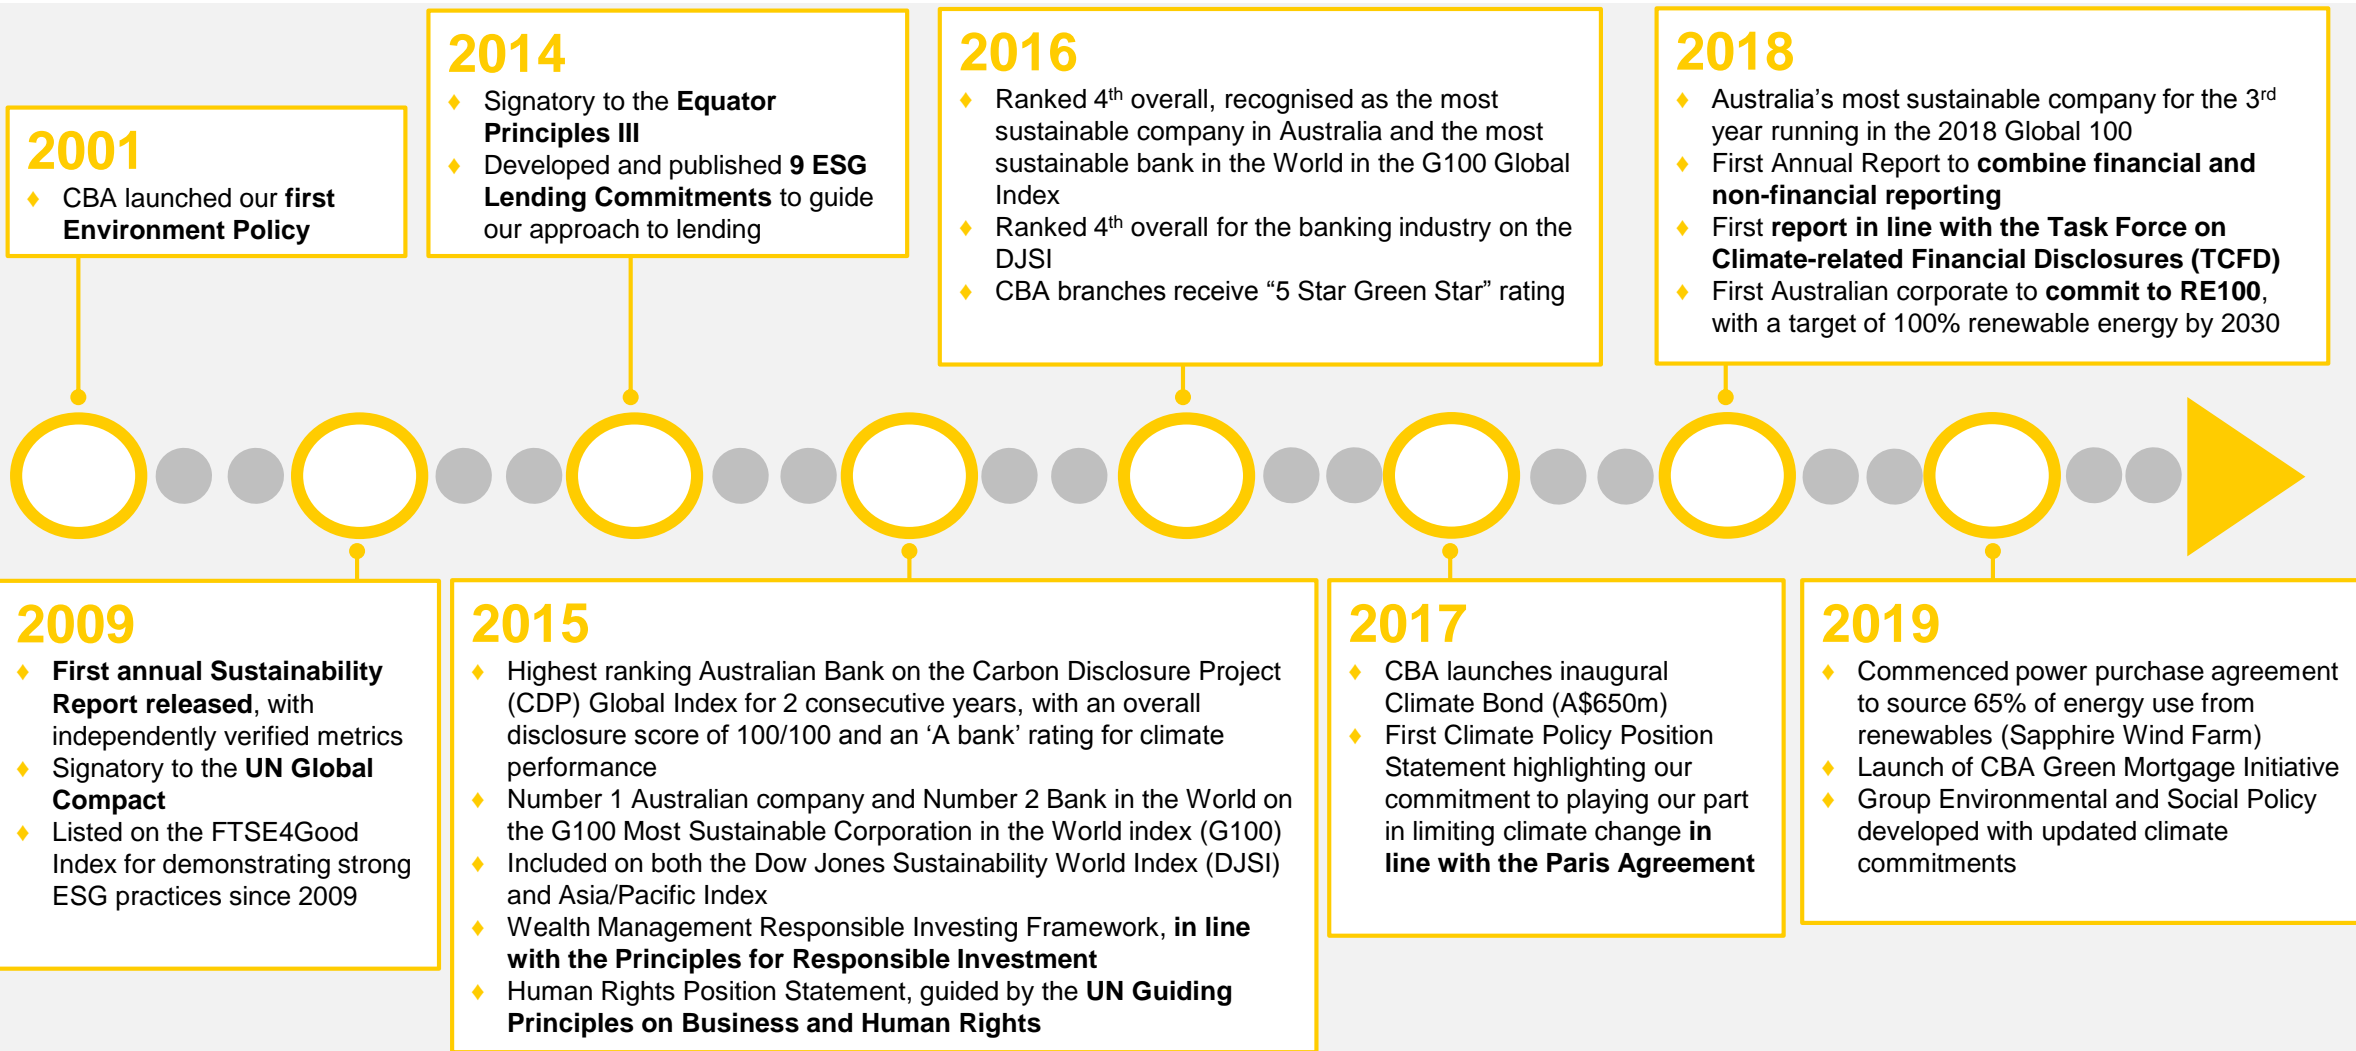 2001
♦ CBA launched our first
Environment Policy
2009
♦ First annual Sustainability
Report released, with
independently verified metrics
♦ Signatory to the UN Global
Compact
♦ Listed on the FTSE4Good
Index for demonstrating strong
ESG practices since 2009
2014
♦ Signatory to the Equator
Principles III
♦ Developed and published 9 ESG
Lending Commitments to guide
our approach to lending
2015
♦ Highest ranking Australian Bank on the Carbon Disclosure Project
(CDP) Global Index for 2 consecutive years, with an overall
disclosure score of 100/100 and an ‘A bank’ rating for climate
performance
♦ Number 1 Australian company and Number 2 Bank in the World on
the G100 Most Sustainable Corporation in the World index (G100)
♦ Included on both the Dow Jones Sustainability World Index (DJSI)
and Asia/Pacific Index
♦ Wealth Management Responsible Investing Framework, in line
with the Principles for Responsible Investment
♦ Human Rights Position Statement, guided by the UN Guiding
Principles on Business and Human Rights
2016
♦ Ranked 4th overall, recognised as the most
sustainable company in Australia and the most
sustainable bank in the World in the G100 Global
Index
♦ Ranked 4th overall for the banking industry on the
DJSI
♦ CBA branches receive “5 Star Green Star” rating
2017
♦ CBA launches inaugural
Climate Bond (A$650m)
♦ First Climate Policy Position
Statement highlighting our
commitment to playing our part
in limiting climate change in
line with the Paris Agreement
2018
♦ Australia’s most sustainable company for the 3rd
year running in the 2018 Global 100
♦ First Annual Report to combine financial and
non-financial reporting
♦ First report in line with the Task Force on
Climate-related Financial Disclosures (TCFD)
♦ First Australian corporate to commit to RE100,
with a target of 100% renewable energy by 2030
2019
♦ Commenced power purchase agreement
to source 65% of energy use from
renewables (Sapphire Wind Farm)
♦ Launch of CBA Green Mortgage Initiative
♦ Group Environmental and Social Policy
developed with updated climate
commitments